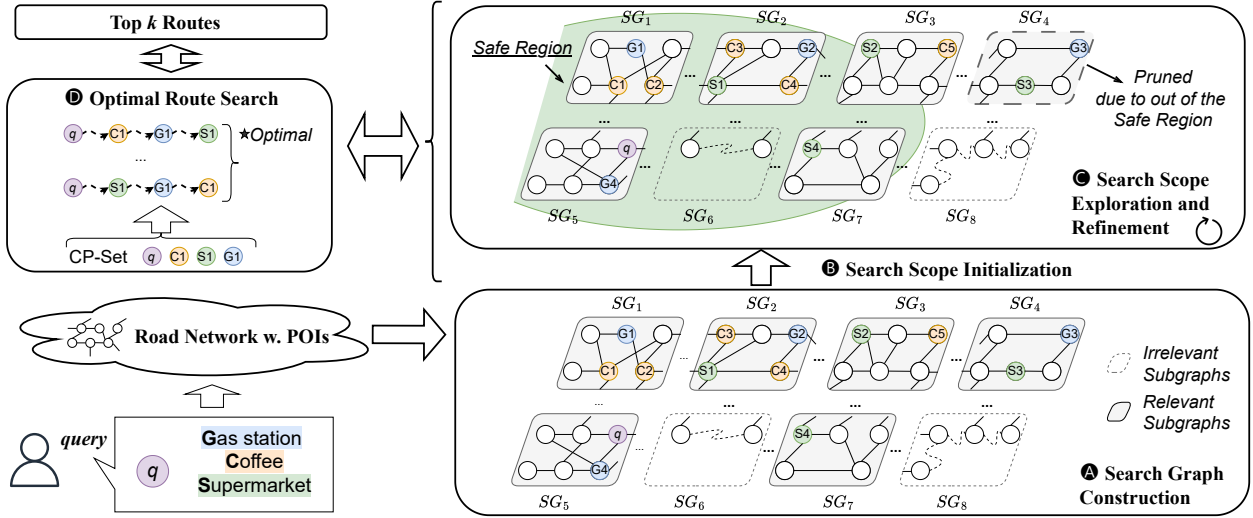 Top k Routes
D Optimal Route Search
q C1 G1 S1
★Optimal
...
q S1 G1 C1
CP-Set q C1 S1 G1
Road Network w. POIs
query
q
Gas station
Coffee
Supermarket
SG1 SG2 SG3 SG4
Safe Region
G1 C3 G2 S2 C5 G3
C1 C2 ... S1 C4 ... ... S3
Pruned
due to out of the
Safe Region
... ... ...
q S4
G4 ... ... ...
SG5 SG6 SG7 SG8
C Search Scope
Exploration and
Refinement
B Search Scope Initialization
SG1 SG2 SG3 SG4
G1 C3 G2 S2 C5 G3
C1 C2 ... S1 C4 ... ... S3
... ... ...
q S4
G4 ... ... ...
SG5 SG6 SG7 SG8
Irrelevant
Subgraphs
Relevant
Subgraphs
A Search Graph
Construction